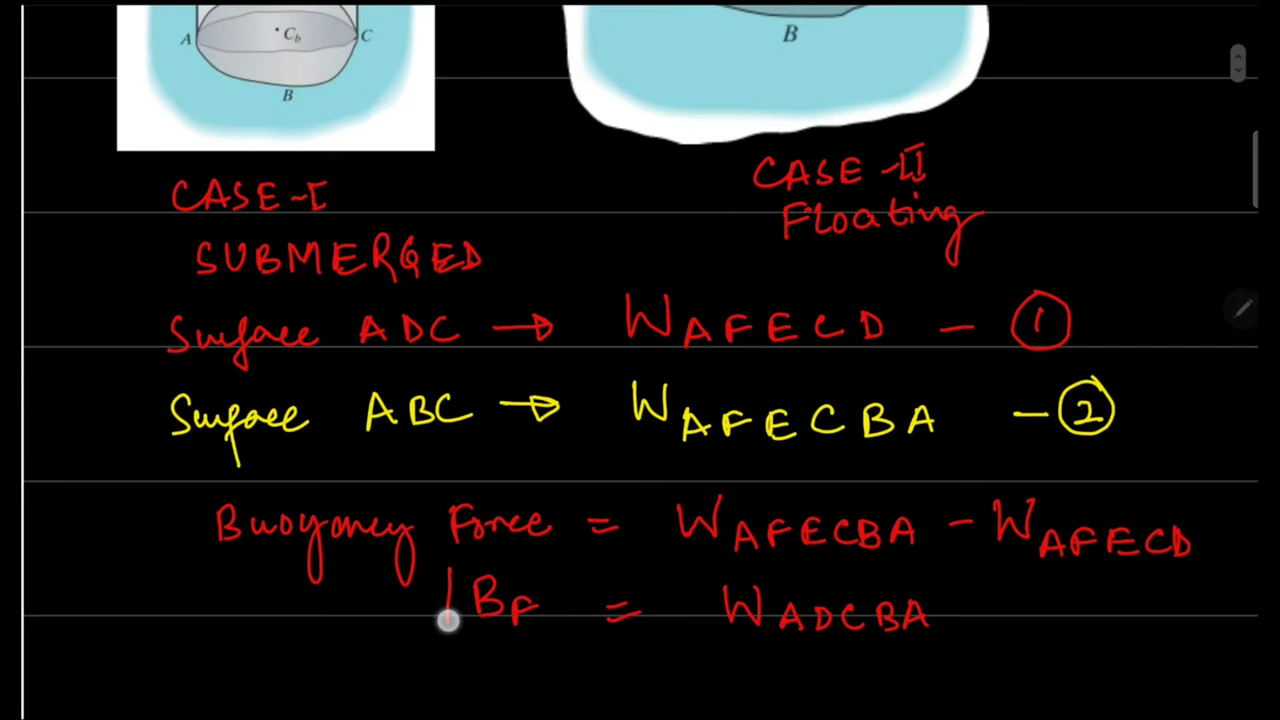 A
C_b
C
B
B
CASE-I
SUBMERGED
CASE-II
Floating
Surface ADC → W_AFECD - ①
Surface ABC → W_AFECBA - ②
Buoyoncy Force = W_AFECBA - W_AFECD
B_F = W_ADCBA